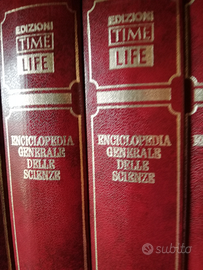 EDIZIONI
TIME
LIFE
ENCICLOPEDIA
GENERALE
DELLE
SCIENZE
EDIZIONI
TIME
LIFE
ENCICLOPEDIA
GENERALE
DELLE
SCIENZE
subito